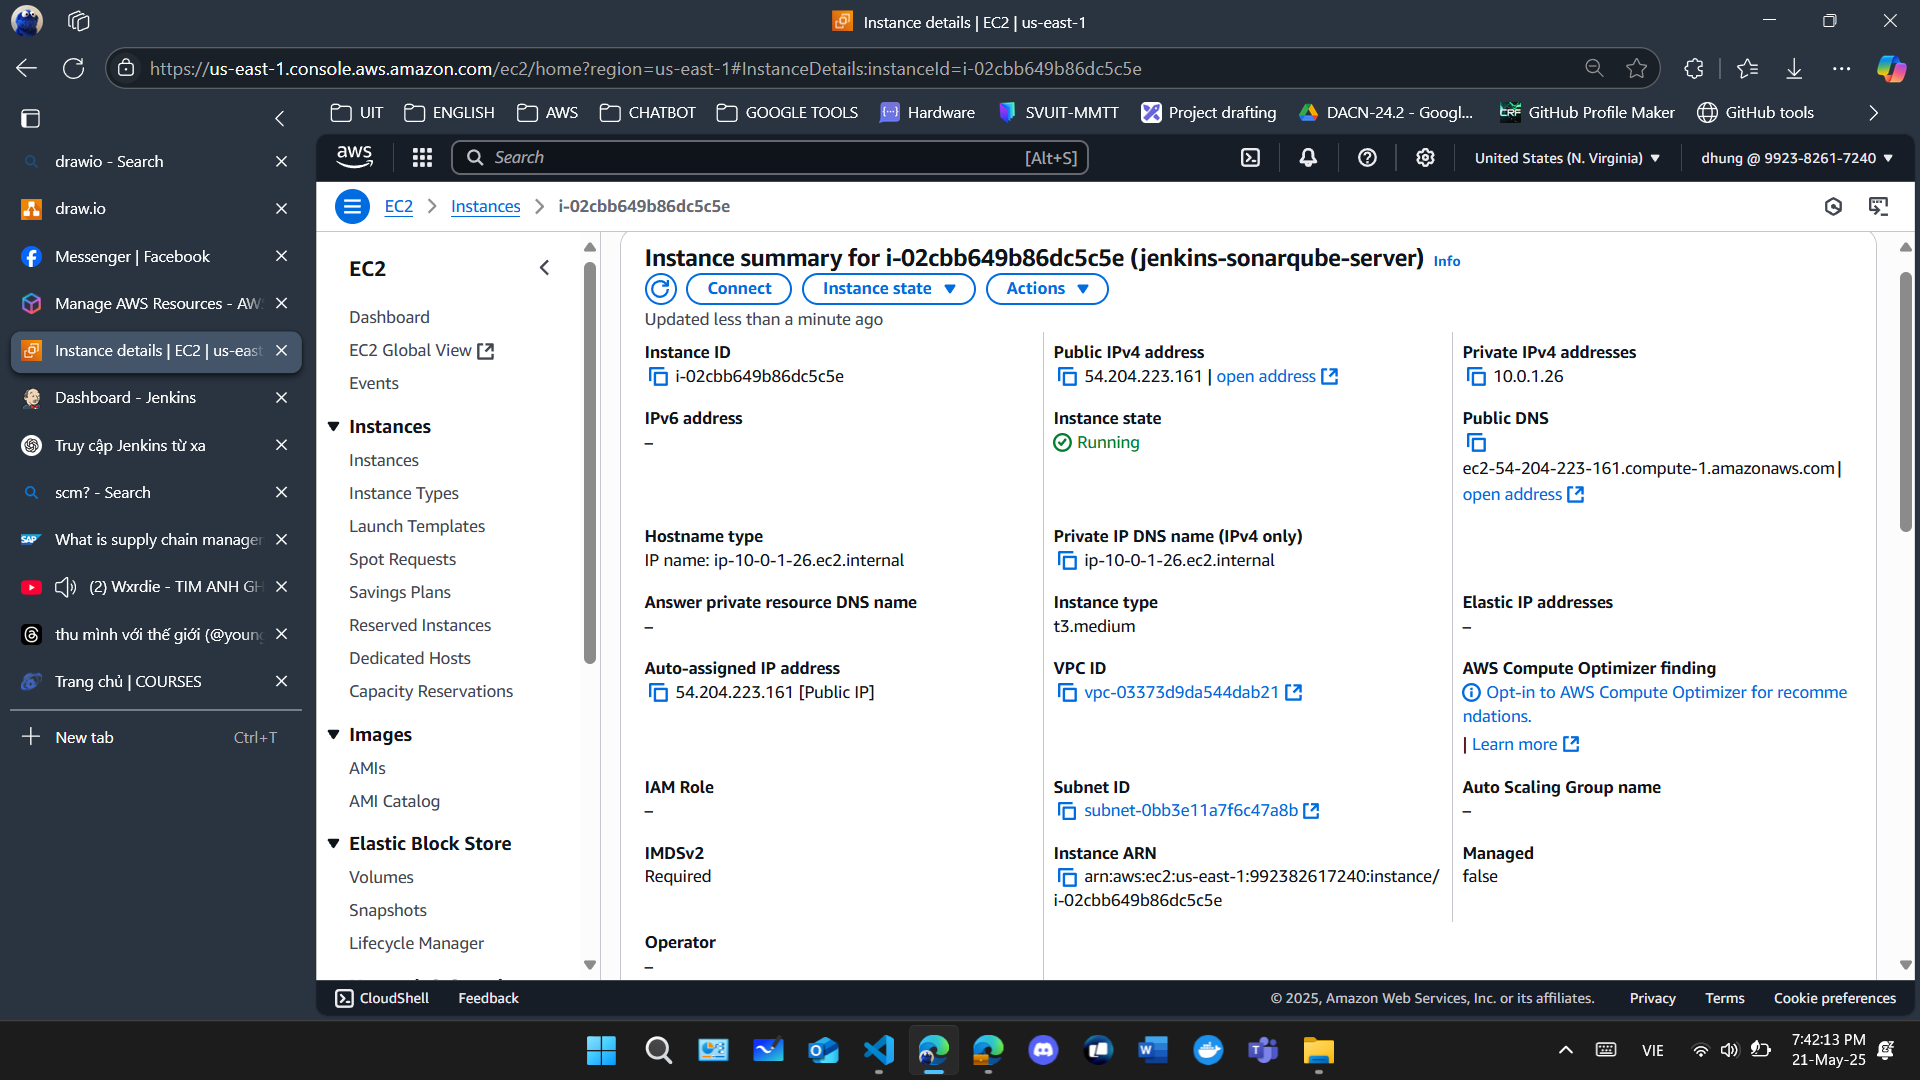 Instance details | EC2 | us-east-1
https://us-east-1.console.aws.amazon.com/ec2/home?region=us-east-1#InstanceDetails:instanceId=i-02cbb649b86dc5c5e
UIT
ENGLISH
AWS
CHATBOT
GOOGLE TOOLS
Hardware
SVUIT-MMTT
Project drafting
DACN-24.2 - Googl...
GitHub Profile Maker
GitHub tools
drawio - Search
draw.io
Messenger | Facebook
Manage AWS Resources - AW
Instance details | EC2 | us-east
Dashboard - Jenkins
Truy cập Jenkins từ xa
scm? - Search
What is supply chain manager
(2) Wxrdie - TIM ANH GH
thu mình với thế giới (@young
Trang chủ | COURSES
New tab
Ctrl+T
aws
Search
[Alt+S]
United States (N. Virginia)
dhung @ 9923-8261-7240
EC2
Instances
i-02cbb649b86dc5c5e
EC2
Dashboard
EC2 Global View
Events
Instances
Instances
Instance Types
Launch Templates
Spot Requests
Savings Plans
Reserved Instances
Dedicated Hosts
Capacity Reservations
Images
AMIs
AMI Catalog
Elastic Block Store
Volumes
Snapshots
Lifecycle Manager
Instance summary for i-02cbb649b86dc5c5e (jenkins-sonarqube-server) Info
Connect
Instance state
Actions
Updated less than a minute ago
Instance ID
i-02cbb649b86dc5c5e
Public IPv4 address
54.204.223.161 | open address
Private IPv4 addresses
10.0.1.26
IPv6 address
–
Instance state
Running
Public DNS
ec2-54-204-223-161.compute-1.amazonaws.com |
open address
Hostname type
IP name: ip-10-0-1-26.ec2.internal
Private IP DNS name (IPv4 only)
ip-10-0-1-26.ec2.internal
Answer private resource DNS name
–
Instance type
t3.medium
Elastic IP addresses
–
Auto-assigned IP address
54.204.223.161 [Public IP]
VPC ID
vpc-03373d9da544dab21
AWS Compute Optimizer finding
Opt-in to AWS Compute Optimizer for recomme
ndations.
| Learn more
IAM Role
–
Subnet ID
subnet-0bb3e11a7f6c47a8b
Auto Scaling Group name
–
IMDSv2
Required
Instance ARN
arn:aws:ec2:us-east-1:992382617240:instance/
i-02cbb649b86dc5c5e
Managed
false
Operator
–
CloudShell
Feedback
© 2025, Amazon Web Services, Inc. or its affiliates.
Privacy
Terms
Cookie preferences
VIE
7:42:13 PM
21-May-25